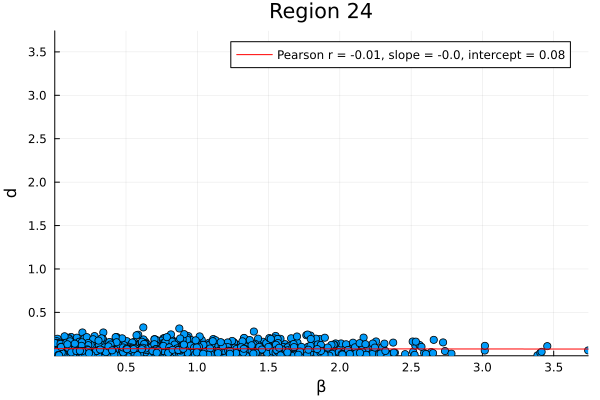 Region 24
Pearson r = -0.01, slope = -0.0, intercept = 0.08
3.5
3.0
2.5
2.0
1.5
1.0
0.5
d
0.5 1.0 1.5 2.0 2.5 3.0 3.5
β